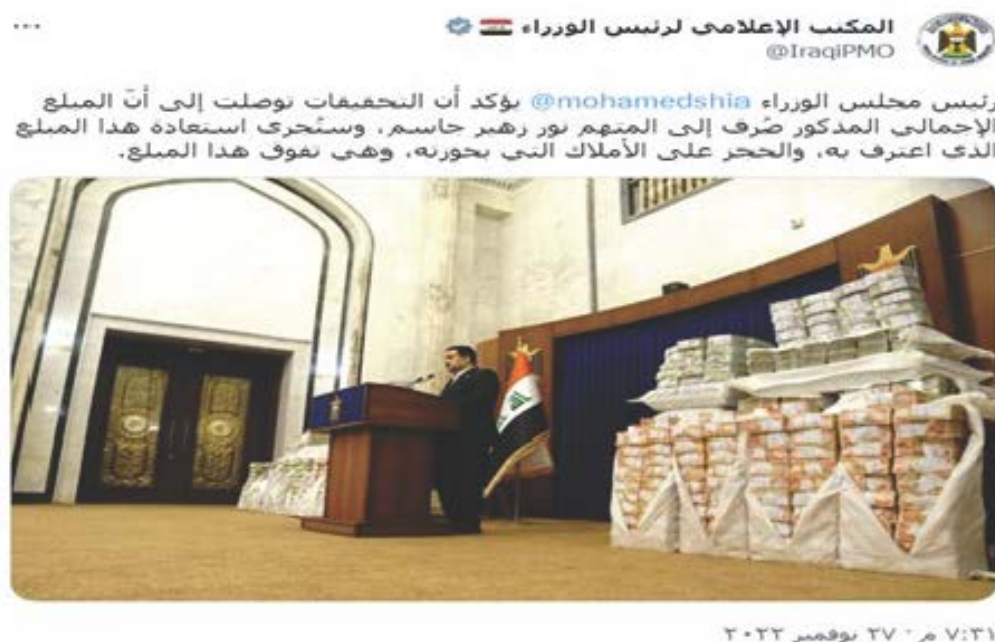 المكتب الإعلامي لرئيس الوزراء
@IraqiPMO
رئيس مجلس الوزراء @mohamedshia يؤكد أن التحقيقات توصلت إلى أنّ المبلغ
الإجمالي المذكور صُرف إلى المتهم نور زهير جاسم، وستُجرى استعادة هذا المبلغ
الذي اعترف به، والحجز على الأملاك التي بحوزته، وهي تفوق هذا المبلغ.
٧:٣١ م · ٢٧ نوفمبر ٢٠٢٢